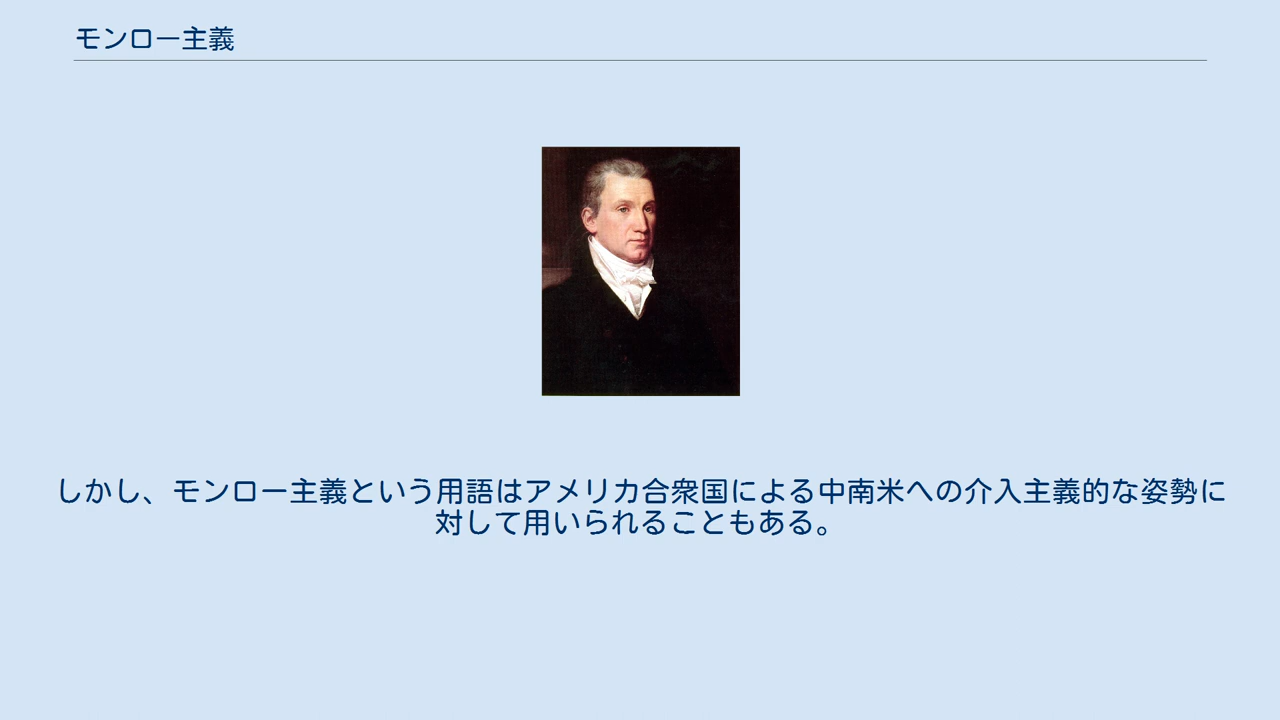 モンロー主義
しかし、モンロー主義という用語はアメリカ合衆国による中南米への介入主義的な姿勢に
対して用いられることもある。